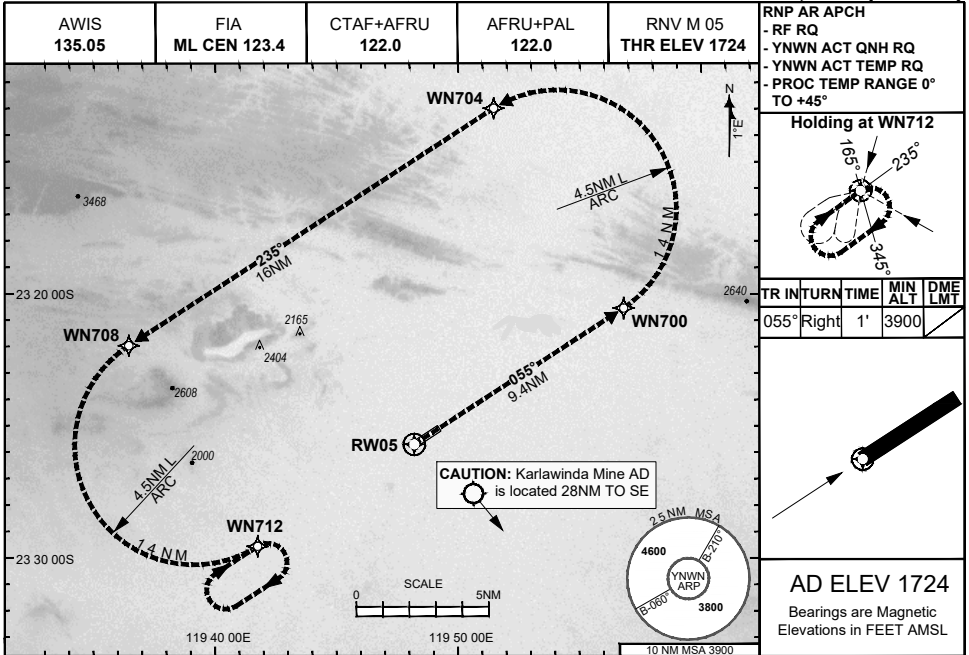 AWIS
135.05
FIA
ML CEN 123.4
CTAF+AFRU
122.0
AFRU+PAL
122.0
RNV M 05
THR ELEV 1724
RNP AR APCH
- RF RQ
- YNWN ACT QNH RQ
- YNWN ACT TEMP RQ
- PROC TEMP RANGE 0°
TO +45°
Holding at WN712
165°
235°
345°
TR IN TURN TIME MIN ALT DME LMT
055° Right 1' 3900
WN704
N
1°E
3468
4.5NM L
ARC
14NM
235°
16NM
2640
23 20 00S
WN700
2165
WN708
2404
055°
9.4NM
2608
RW05
2000
CAUTION: Karlawinda Mine AD
is located 28NM TO SE
4.5NM L
ARC
WN712
14NM
25NM MSA
B-210°
4600
YNWN
ARP
B-060°
3800
23 30 00S
SCALE
0 5NM
119 40 00E
119 50 00E
10 NM MSA 3900
AD ELEV 1724
Bearings are Magnetic
Elevations in FEET AMSL